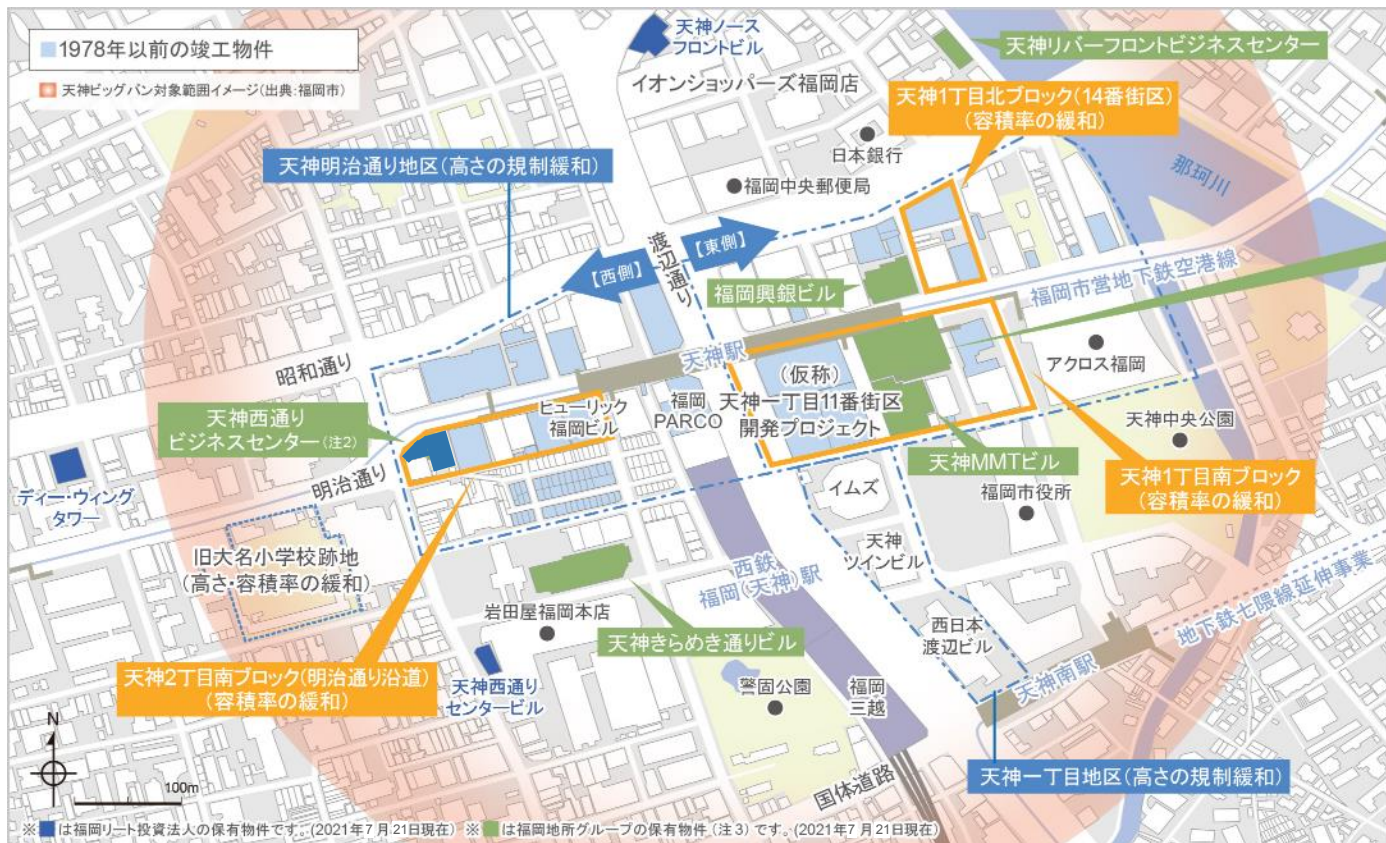 1978年以前の竣工物件
天神ビッグバン対象範囲イメージ(出典:福岡市)
天神ノース
フロントビル
イオンショッパーズ福岡店
天神リバーフロントビジネスセンター
天神1丁目北ブロック(14番街区)
(容積率の緩和)
日本銀行
福岡中央郵便局
那珂川
天神明治通り地区(高さの規制緩和)
【西側】
【東側】
渡辺通り
福岡興銀ビル
福岡市営地下鉄空港線
昭和通り
天神駅
アクロス福岡
天神西通り
ビジネスセンター(注2)
ヒューリック
福岡ビル
福岡
PARCO
(仮称)
天神一丁目11番街区
開発プロジェクト
天神中央公園
明治通り
天神MMTビル
天神1丁目南ブロック
(容積率の緩和)
ディー・ウィング
タワー
イムズ
福岡市役所
旧大名小学校跡地
(高さ・容積率の緩和)
天神
ツインビル
西鉄
福岡(天神)駅
岩田屋福岡本店
天神きらめき通りビル
西日本
渡辺ビル
地下鉄七隈線延伸事業
天神2丁目南ブロック(明治通り沿道)
(容積率の緩和)
天神西通り
センタービル
警固公園
福岡
三越
天神南駅
天神一丁目地区(高さの規制緩和)
国体道路
N
100m
※■は福岡リート投資法人の保有物件です。(2021年7月21日現在) ※■は福岡地所グループの保有物件(注3)です。(2021年7月21日現在)